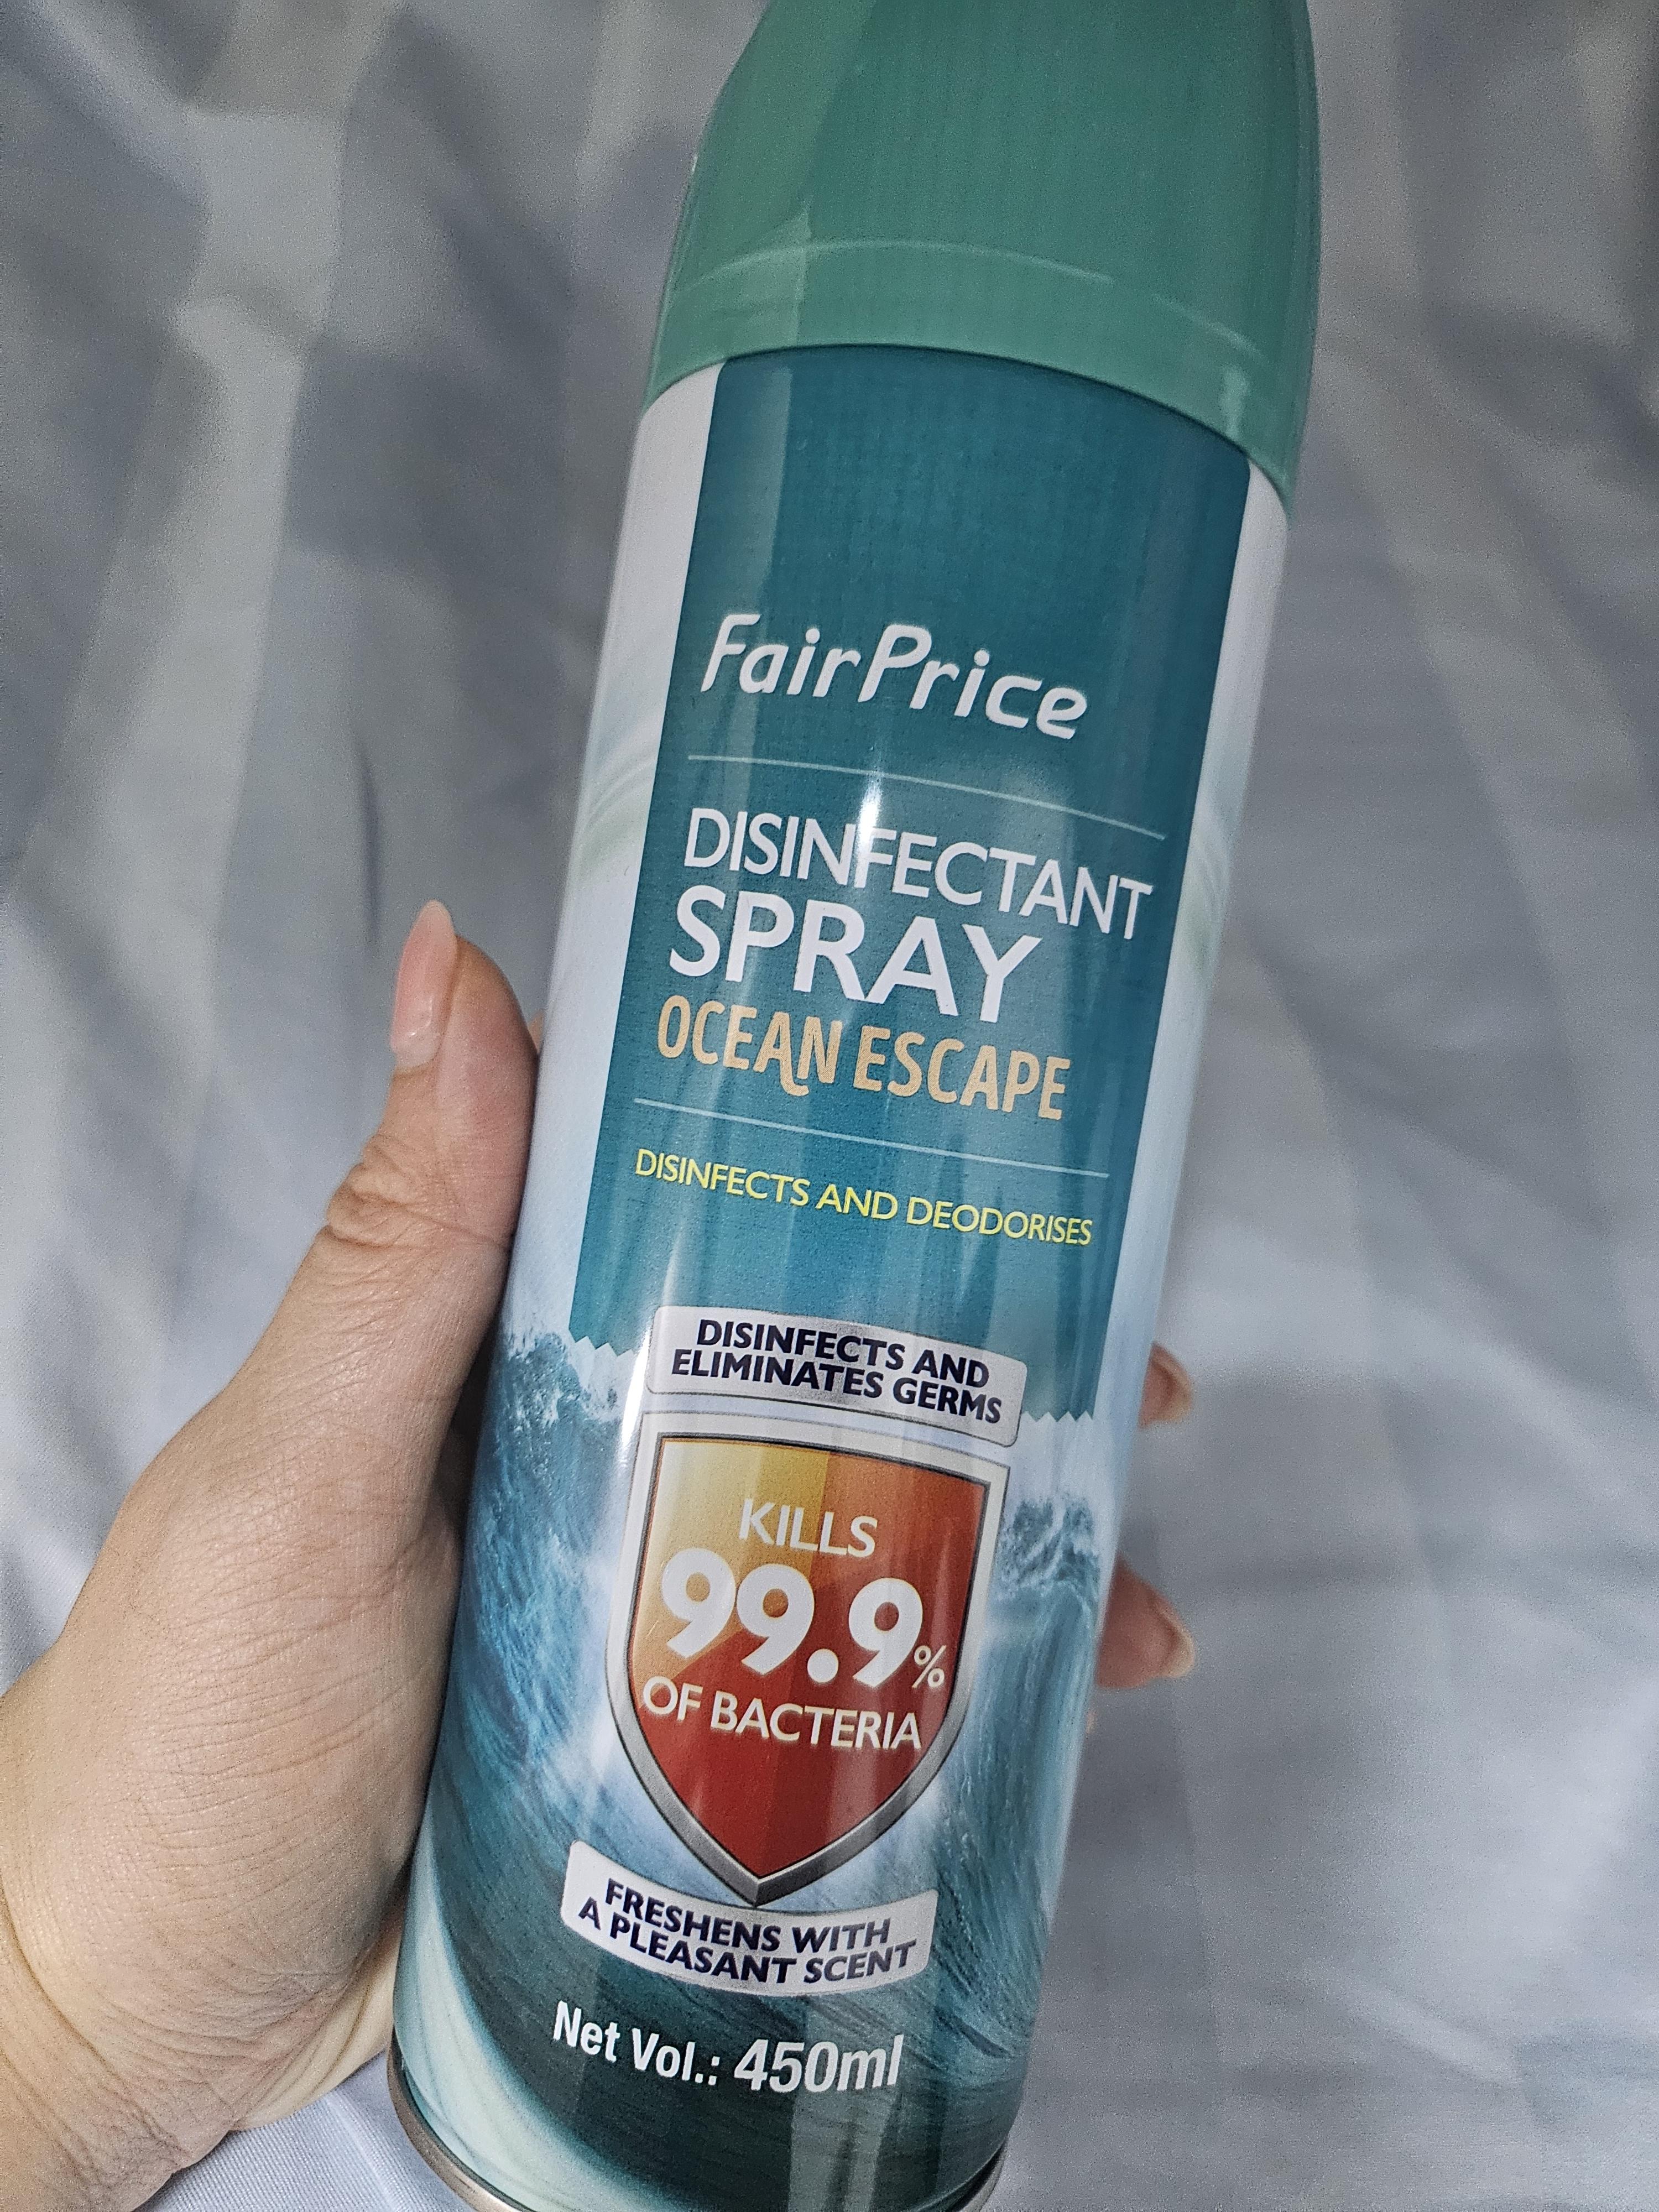 FairPrice
DISINFECTANT
SPRAY
OCEAN ESCAPE
DISINFECTS AND DEODORISES
DISINFECTS AND
ELIMINATES GERMS
KILLS
99.9%
OF BACTERIA
FRESHENS WITH
A PLEASANT SCENT
Net Vol.: 450ml